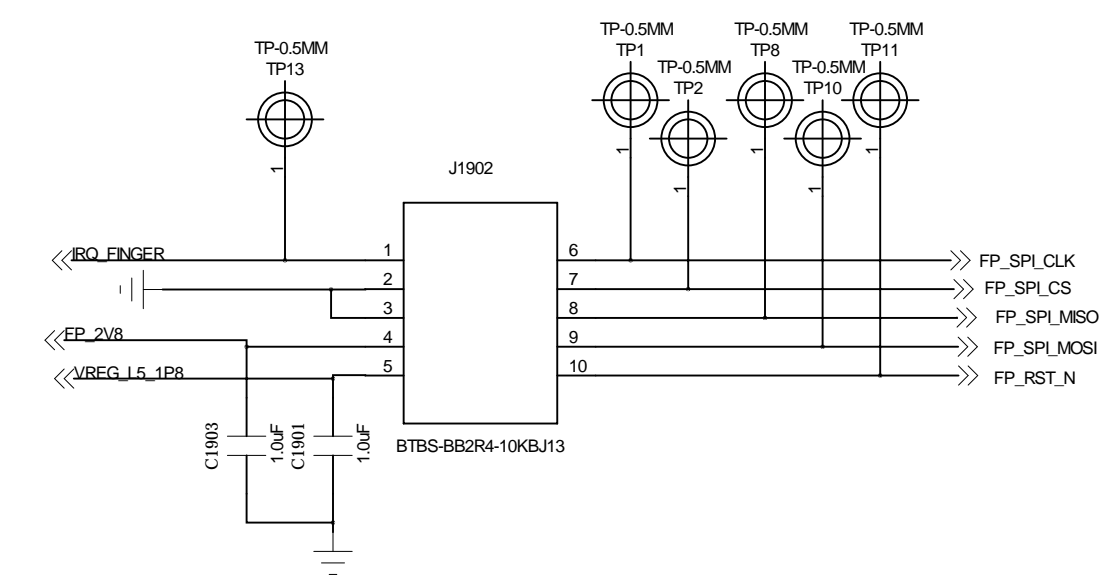 TP-0.5MM
TP13
1
TP-0.5MM
TP1
1
TP-0.5MM
TP2
1
TP-0.5MM
TP8
1
TP-0.5MM
TP10
1
TP-0.5MM
TP11
1
J1902
IRQ_FINGER
1
2
3
FP_2V8
4
VREG_L5_1P8
5
6
FP_SPI_CLK
7
FP_SPI_CS
8
FP_SPI_MISO
9
FP_SPI_MOSI
10
FP_RST_N
C1903
1.0uF
C1901
1.0uF
BTBS-BB2R4-10KBJ13